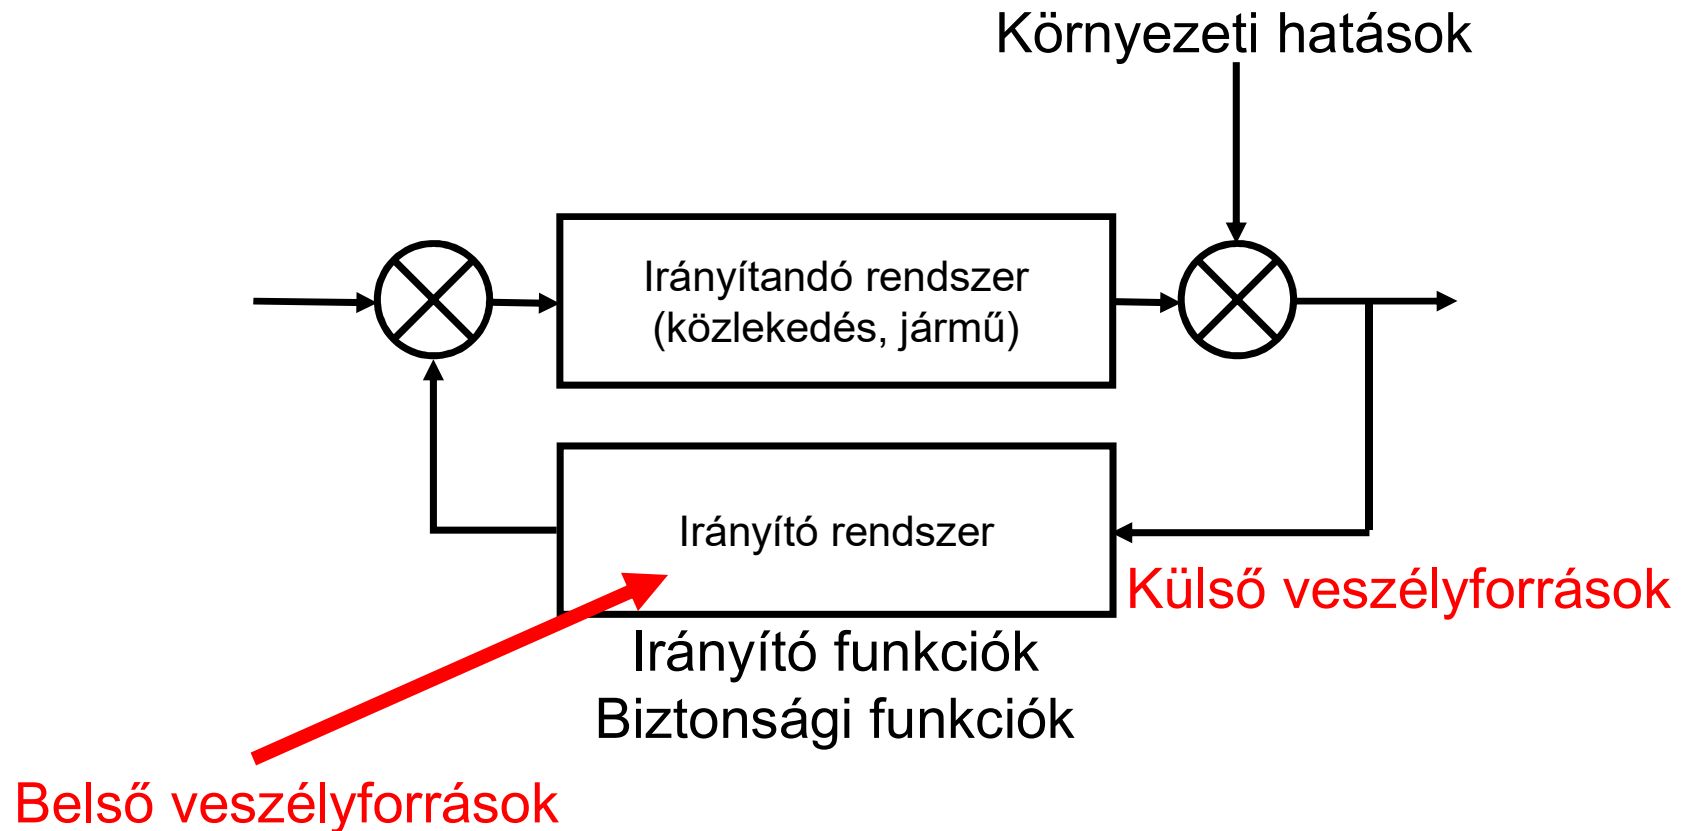 Környezeti hatások
Irányítandó rendszer
(közlekedés, jármű)
Irányító rendszer
Külső veszélyforrások
Irányító funkciók
Biztonsági funkciók
Belső veszélyforrások